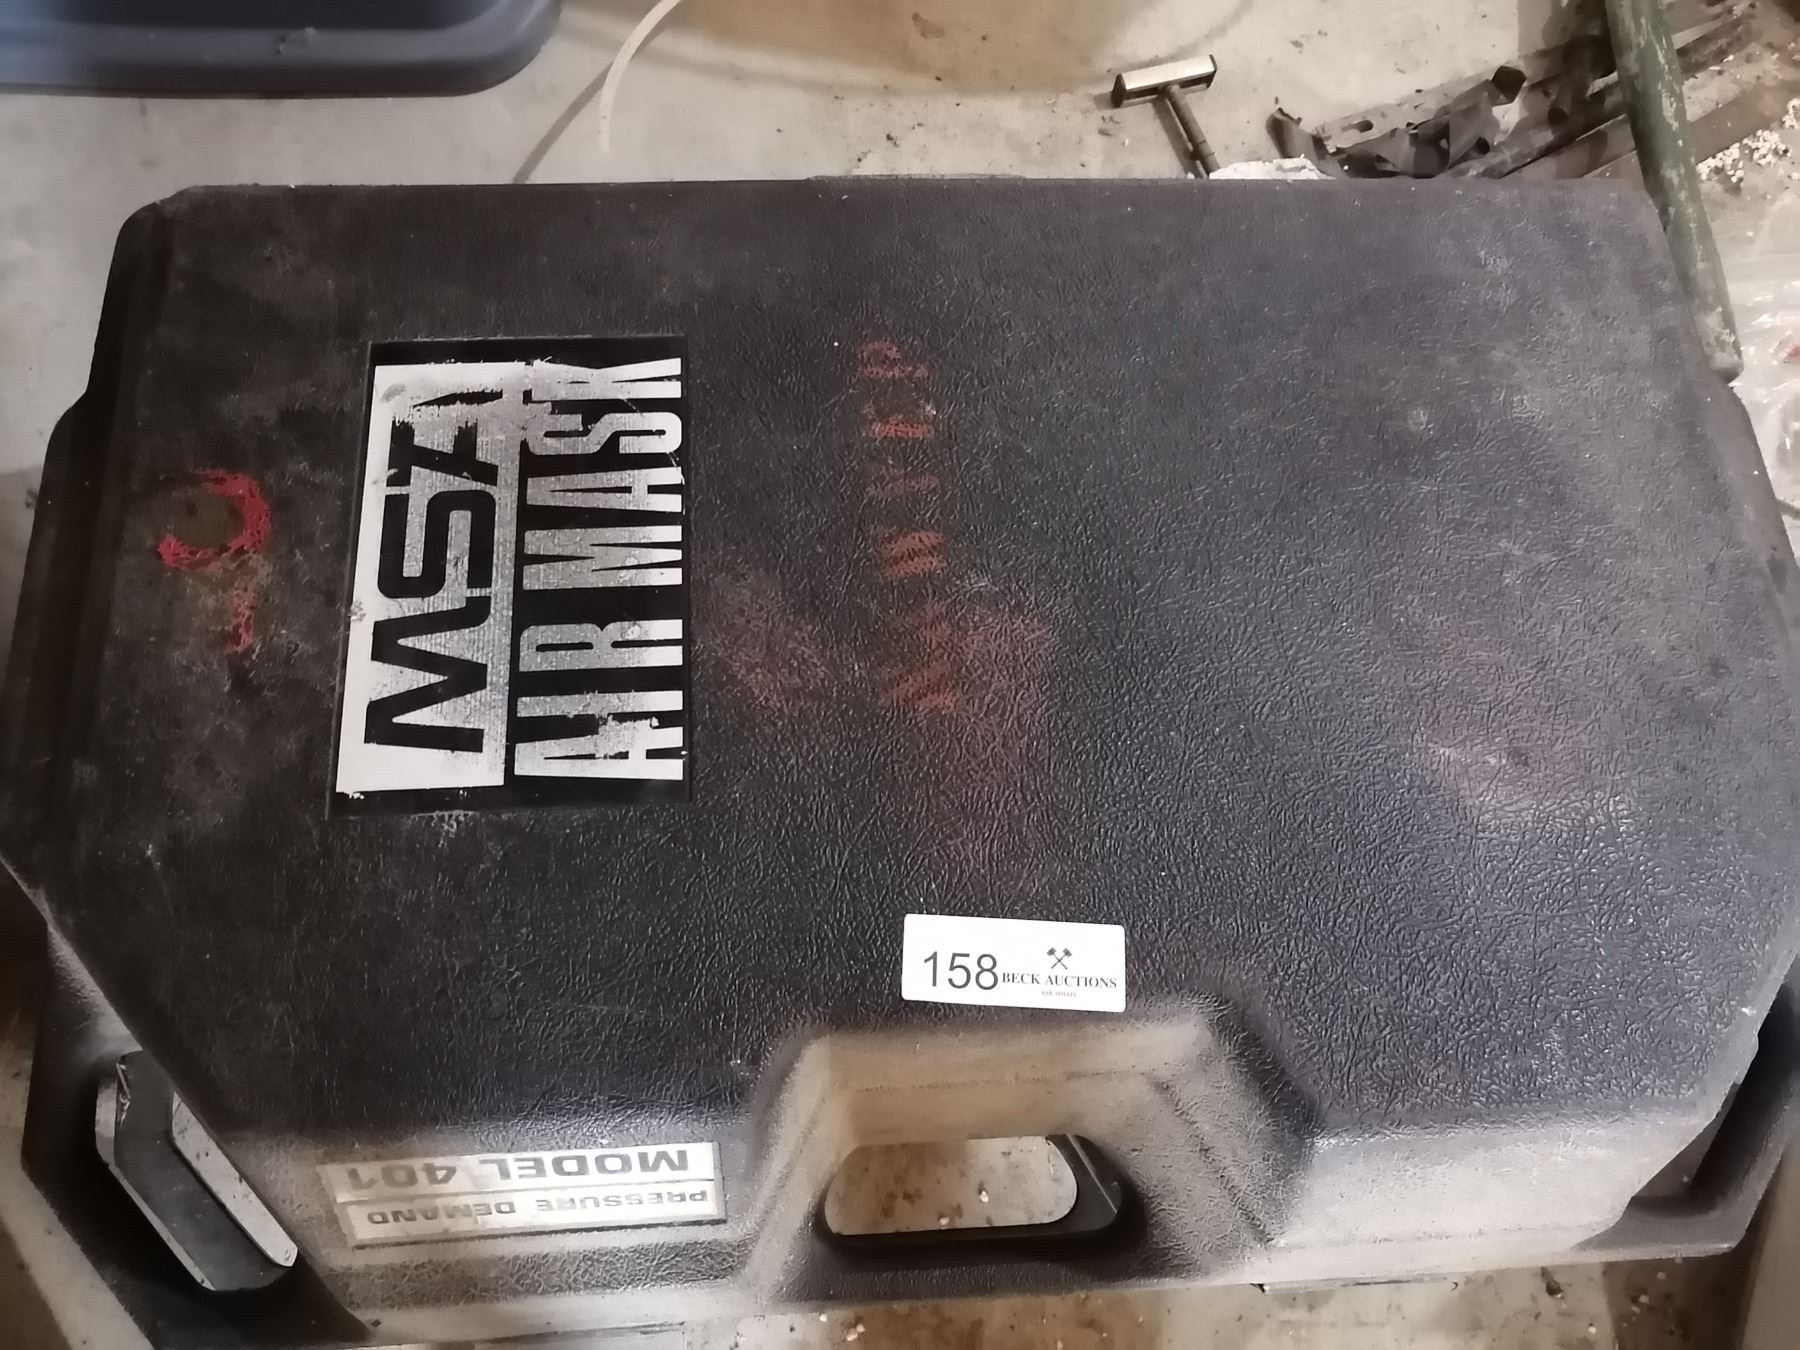 MSA
AIR MASK
158 BECK AUCTIONS
PRESSURE DEMAND
MODEL 401